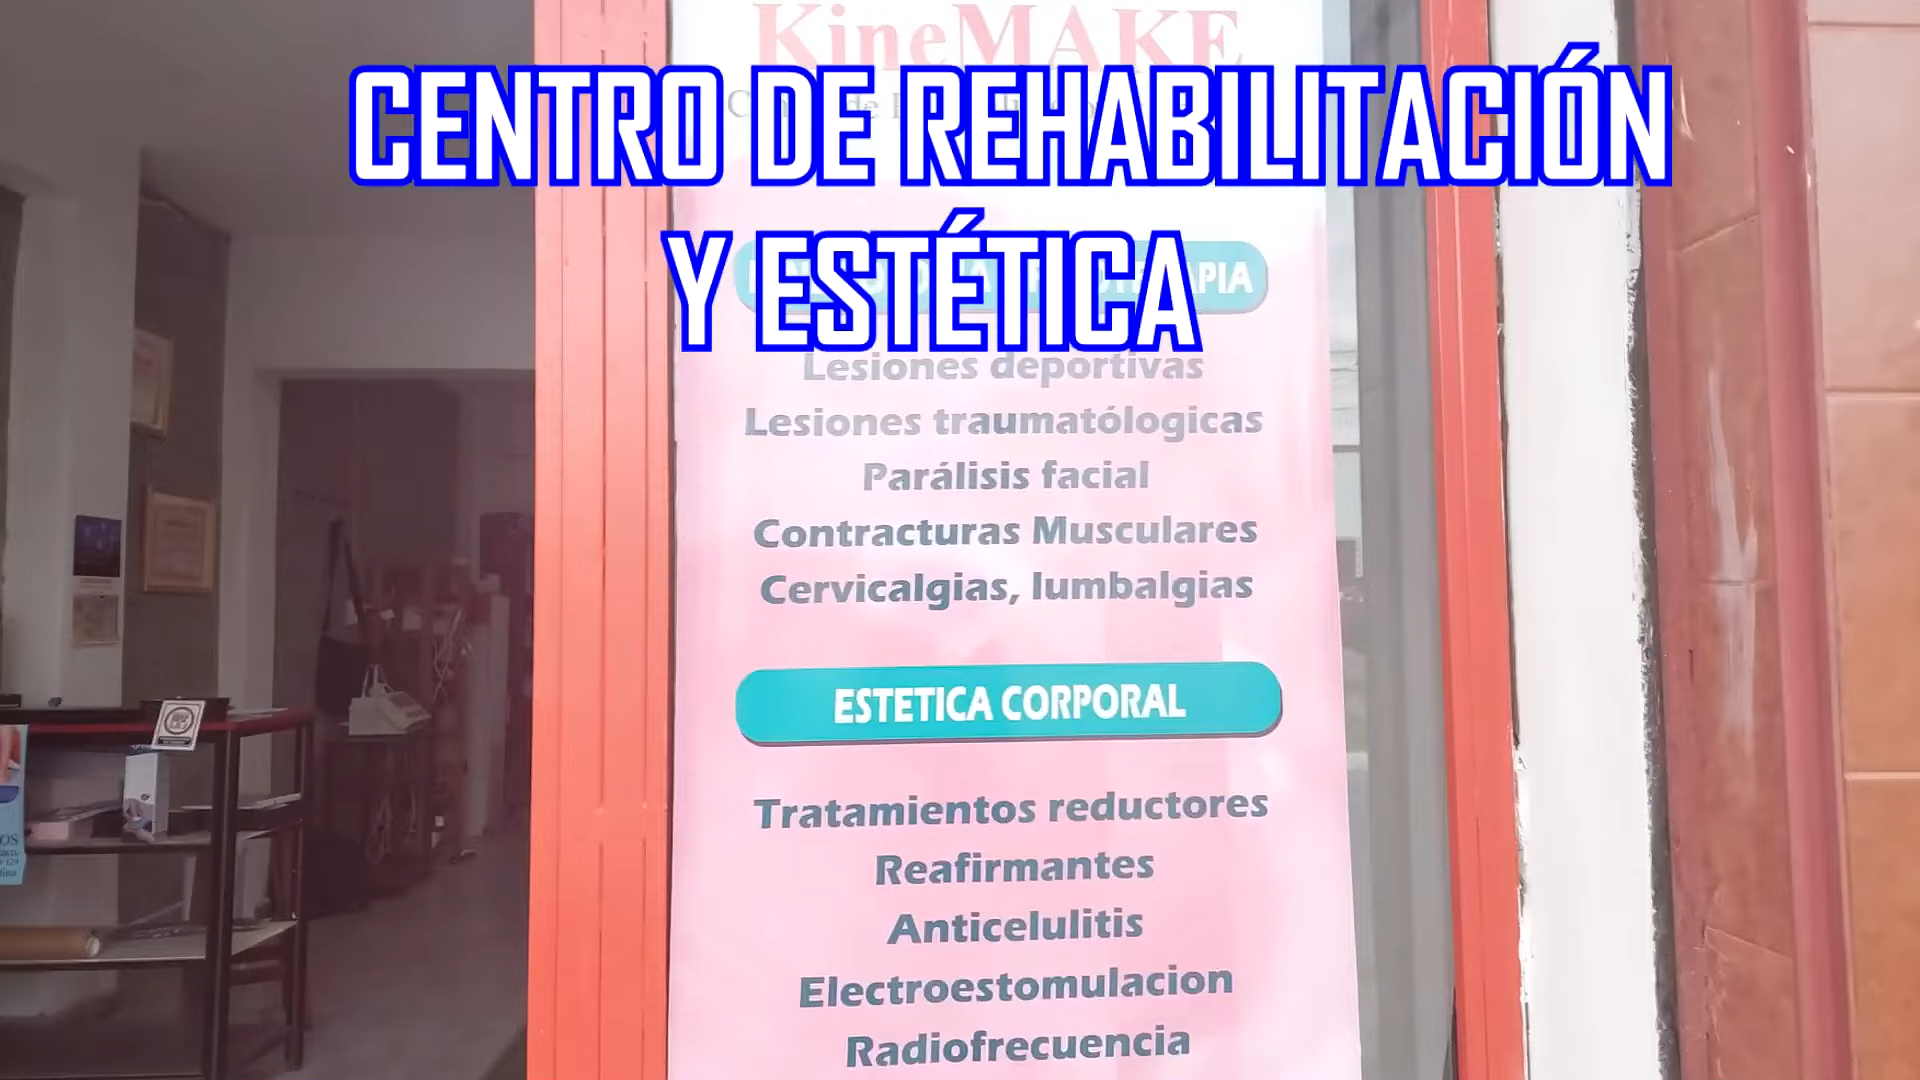 KineMAKE
CENTRO DE REHABILITACIÓN
Y ESTÉTICA
Lesiones deportivas
Lesiones traumatólogicas
Parálisis facial
Contracturas Musculares
Cervicalgias, lumbalgias
ESTETICA CORPORAL
Tratamientos reductores
Reafirmantes
Anticelulitis
Electroestomulacion
Radiofrecuencia